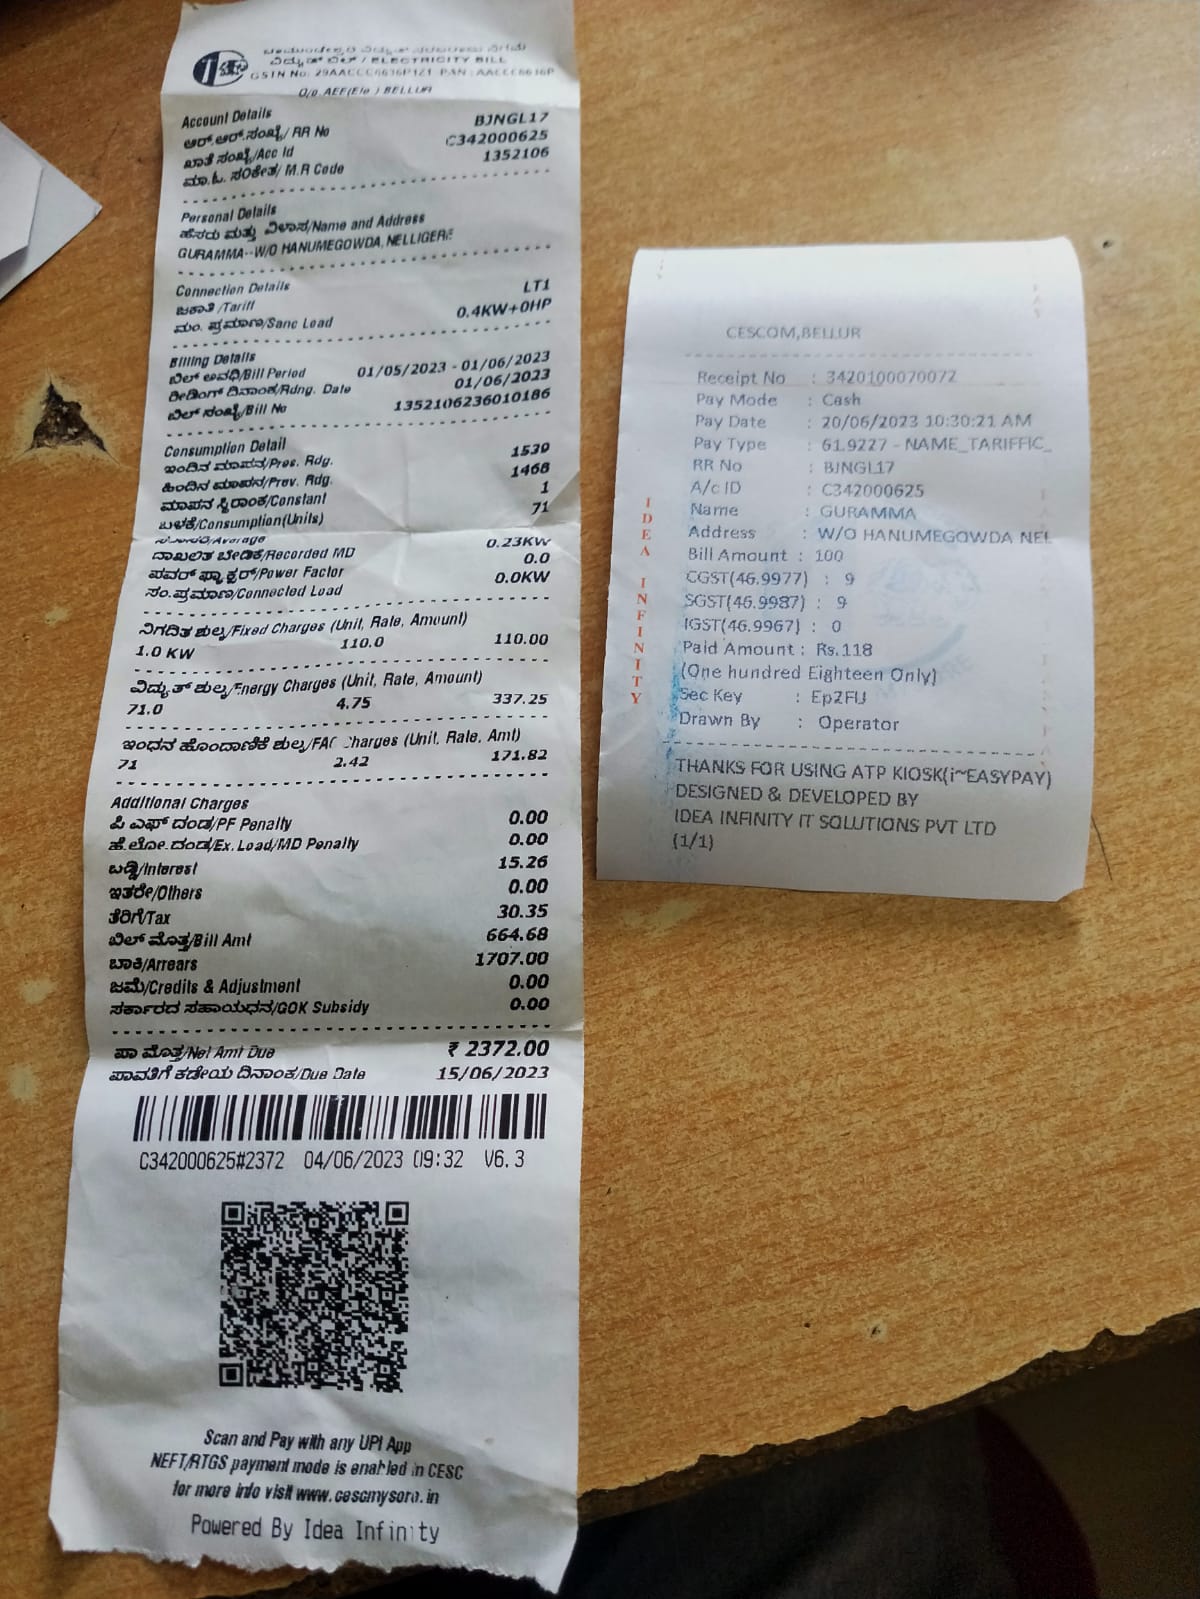 ಚಾಮುಂಡೇಶ್ವರಿ ವಿದ್ಯುತ್ ಸರಬರಾಜು ನಿಗಮ
ವಿದ್ಯುತ್ ಬಿಲ್ / ELECTRICITY BILL
GSTN No: 29AACCC6636P1Z1 PAN : AACCC6636P
O/o AEE(Ele ) BELLUR
Account Details
ಆರ್.ಆರ್.ಸಂಖ್ಯೆ/ RR No BJNGL17
ಖಾತೆ ಸಂಖ್ಯೆ/Acc Id C342000625
ಮಾ.ಓ. ಸಂಕೇತ/ M.R Code 1352106
Personal Details
ಹೆಸರು ಮತ್ತು ವಿಳಾಸ/Name and Address
GURAMMA--W/O HANUMEGOWDA, NELLIGERE
Connection Details
ಜಕಾತಿ /Tariff LT1
ಮಂ. ಪ್ರಮಾಣ/Sanc Load 0.4KW+0HP
Billing Details
ಬಿಲ್ ಅವಧಿ/Bill Period 01/05/2023 - 01/06/2023
ರೀಡಿಂಗ್ ದಿನಾಂಕ/Rdng. Date 01/06/2023
ಬಿಲ್ ಸಂಖ್ಯೆ/Bill No 1352106236010186
Consumption Detail
ಇಂದಿನ ಮಾಪನ/Pres. Rdg. 1539
ಹಿಂದಿನ ಮಾಪನ/Prev. Rdg. 1468
ಮಾಪನ ಸ್ಥಿರಾಂಕ/Constant 1
ಬಳಕೆ/Consumption(Units) 71
/Average
ದಾಖಲಿತ ಬೇಡಿಕೆ/Recorded MD 0.23KW
ಪವರ್ ಫ್ಯಾಕ್ಟರ್/Power Factor 0.0
ಸಂ.ಪ್ರಮಾಣ/Connected Load 0.0KW
ನಿಗದಿತ ಶುಲ್ಕ/Fixed Charges (Unit, Rate, Amount)
1.0 KW 110.0 110.00
ವಿದ್ಯುತ್ ಶುಲ್ಕ/Energy Charges (Unit, Rate, Amount)
71.0 4.75 337.25
ಇಂಧನ ಹೊಂದಾಣಿಕೆ ಶುಲ್ಕ/FAC Charges (Unit, Rate, Amt)
71 2.42 171.82
Additional Charges
ಪಿ ಎಫ್ ದಂಡ/PF Penalty 0.00
ಹೆ.ಲೋ.ದಂಡ/Ex. Load/MD Penalty 0.00
ಬಡ್ಡಿ/Interest 15.26
ಇತರೇ/Others 0.00
ತೆರಿಗೆ/Tax 30.35
ಬಿಲ್ ಮೊತ್ತ/Bill Amt 664.68
ಬಾಕಿ/Arrears 1707.00
ಜಮೆ/Credits & Adjustment 0.00
ಸರ್ಕಾರದ ಸಹಾಯಧನ/GOK Subsidy 0.00
ಪಾ ಮೊತ್ತ/Net Amt Due ₹ 2372.00
ಪಾವತಿಗೆ ಕಡೇಯ ದಿನಾಂಕ/Due Date 15/06/2023
C342000625#2372 04/06/2023 09:32 V6.3
Scan and Pay with any UPI App
NEFT/RTGS payment mode is enabled in CESC
for more info visit www.cescmysore.in
Powered By Idea Infinity
CESCOM,BELLUR
Receipt No : 3420100070072
Pay Mode : Cash
Pay Date : 20/06/2023 10:30:21 AM
Pay Type : 61.9227 - NAME_TARIFFIC_
RR No : BJNGL17
A/c ID : C342000625
Name : GURAMMA
Address : W/O HANUMEGOWDA NEL
Bill Amount : 100
CGST(46.9977) : 9
SGST(46.9987) : 9
IGST(46.9967) : 0
Paid Amount : Rs.118
(One hundred Eighteen Only)
Sec Key : Ep2FIJ
Drawn By : Operator
THANKS FOR USING ATP KIOSK(i~EASYPAY)
DESIGNED & DEVELOPED BY
IDEA INFINITY IT SOLUTIONS PVT LTD
(1/1)
IDEA INFINITY